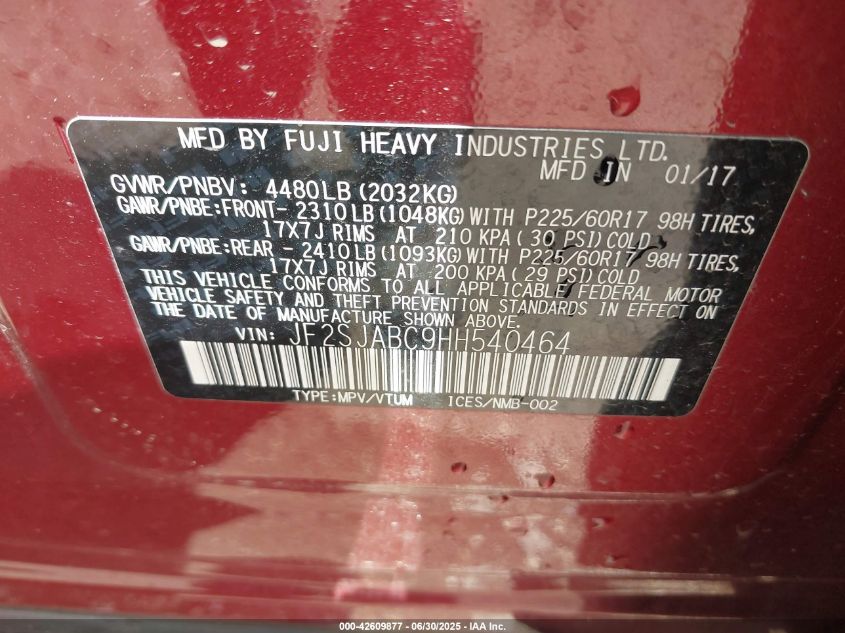 MFD BY FUJI HEAVY INDUSTRIES LTD.
MFD IN 01/17
GVWR/PNBV: 4480LB(2032KG)
GAWR/PNBE:FRONT- 2310LB(1048KG)WITH P225/60R17 98H TIRES,
17X7J RIMS AT 210 KPA(30 PSI)COLD
GAWR/PNBE:REAR - 2410LB(1093KG)WITH P225/60R17 98H TIRES,
17X7J RIMS AT 200 KPA(29 PSI)COLD
THIS VEHICLE CONFORMS TO ALL APPLICABLE FEDERAL MOTOR
VEHICLE SAFETY AND THEFT PREVENTION STANDARDS IN EFFECT ON
THE DATE OF MANUFACTURE SHOWN ABOVE.
VIN: JF2SJABC9HH540464
TYPE:MPV/VTUM ICES/NMB-002
000-42609877 - 06/30/2025 - IAA Inc.